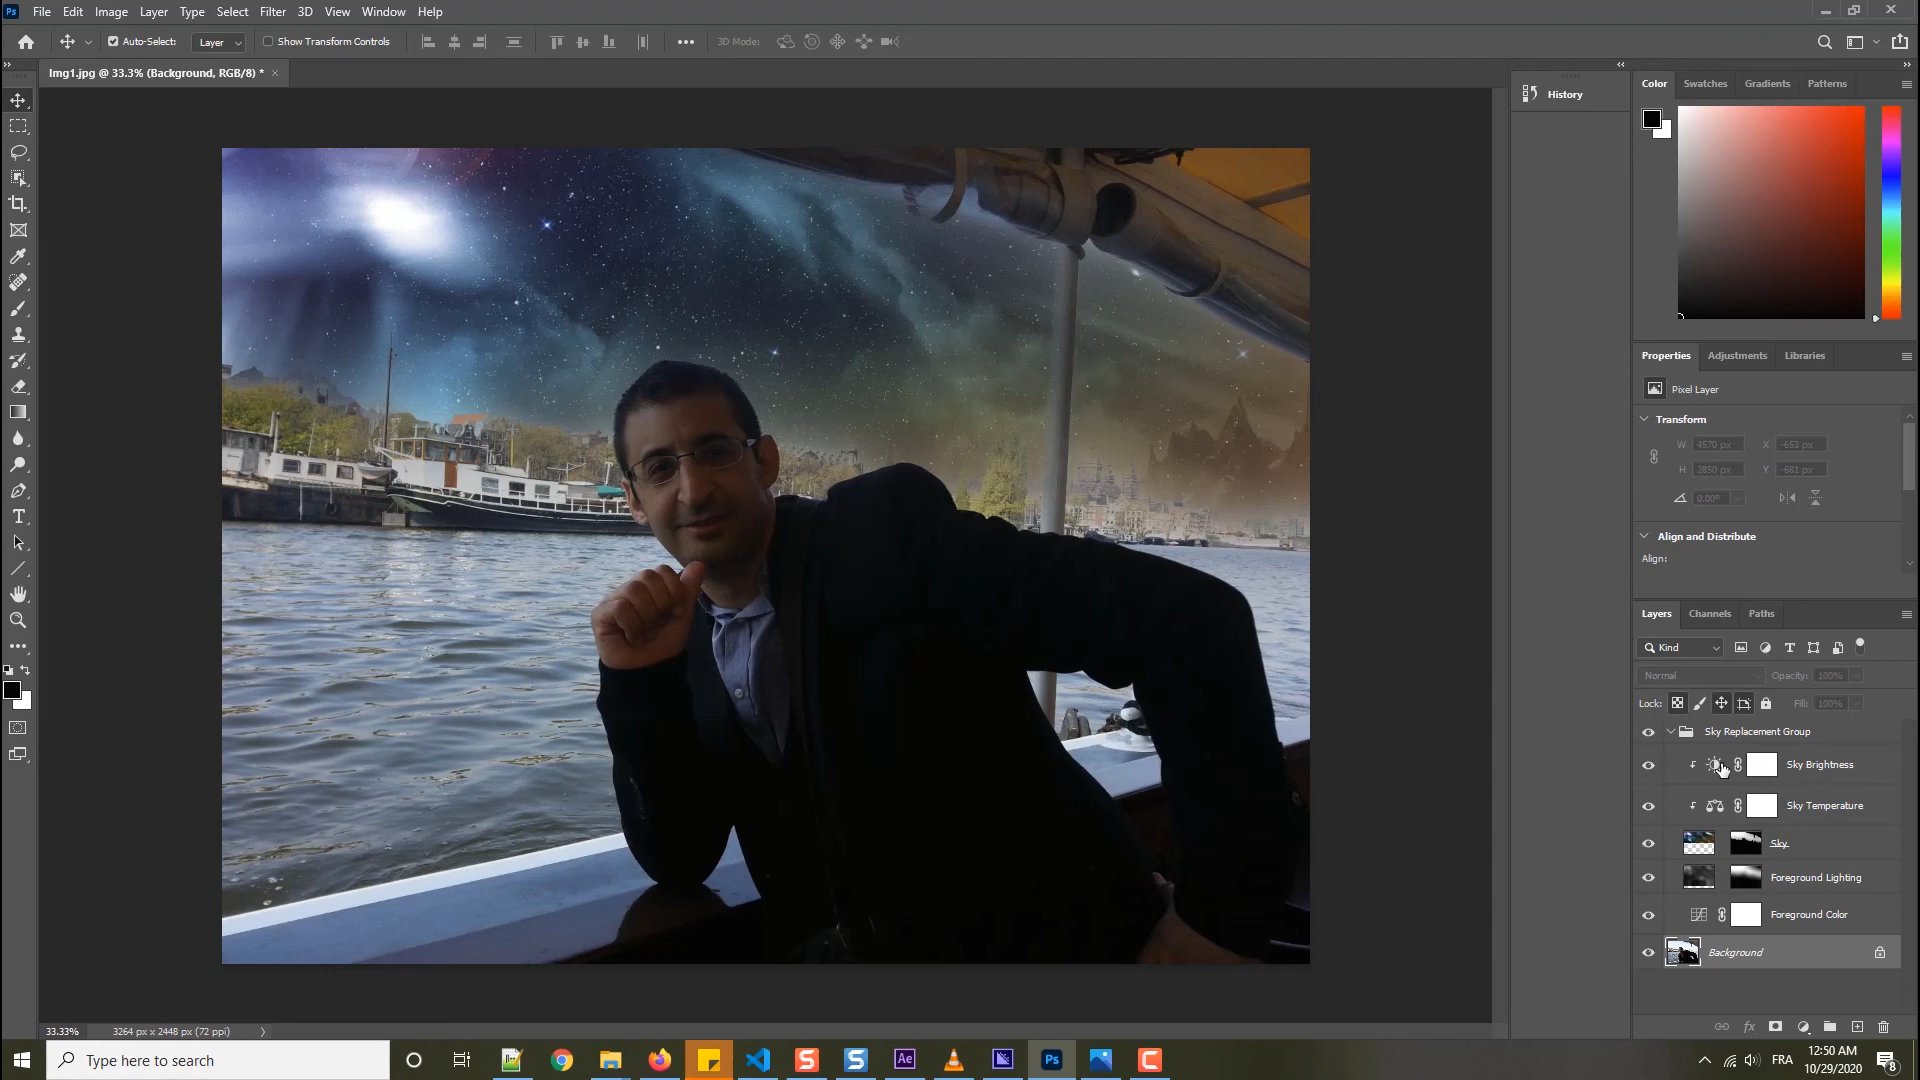 Ps File Edit Image Layer Type Select Filter 3D View Window Help
Auto-Select: Layer Show Transform Controls 3D Mode:
Img1.jpg @ 33.3% (Background, RGB/8) *
History
Color Swatches Gradients Patterns
Properties Adjustments Libraries
Pixel Layer
Transform
W 4570 px X -653 px
H 2850 px Y -681 px
0.00°
Align and Distribute
Align:
Layers Channels Paths
Kind
Normal Opacity: 100%
Lock: Fill: 100%
Sky Replacement Group
Sky Brightness
Sky Temperature
Sky
Foreground Lighting
Foreground Color
Background
33.33% 3264 px x 2448 px (72 ppi)
Type here to search
S S Ae Ps C
FRA
12:50 AM
10/29/2020
8